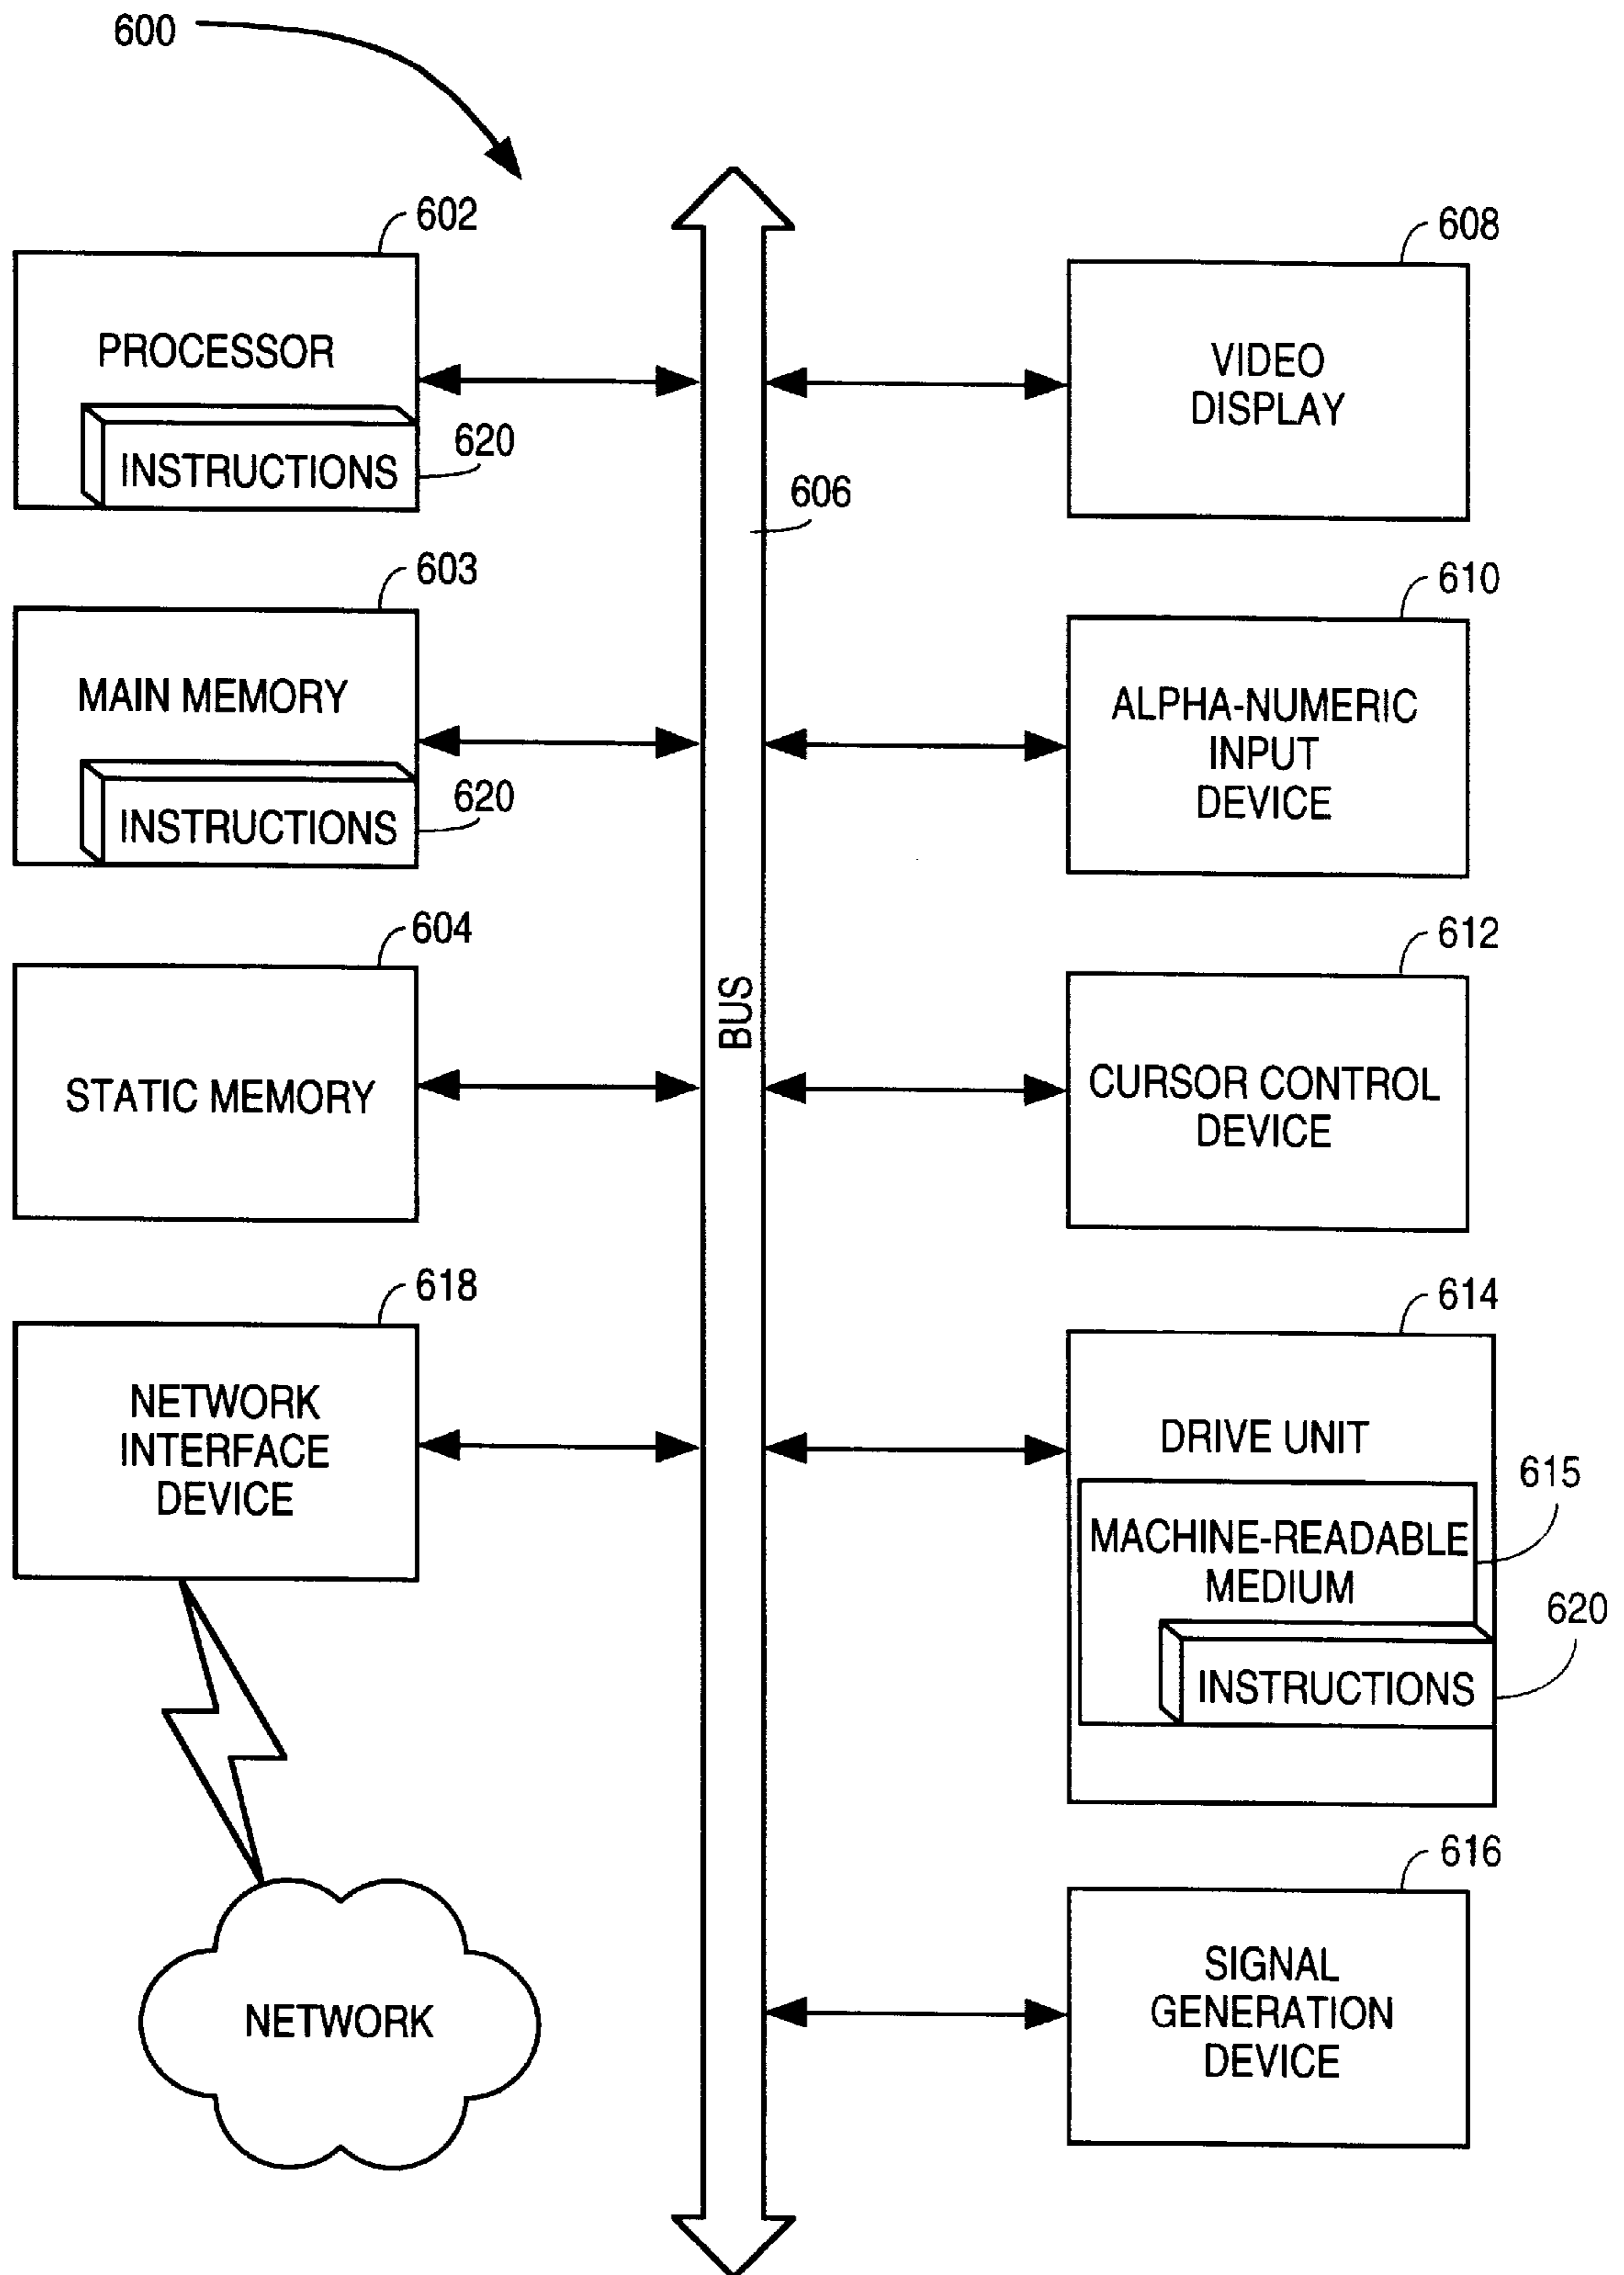 600
602
PROCESSOR
INSTRUCTIONS
620
603
MAIN MEMORY
INSTRUCTIONS
620
604
STATIC MEMORY
618
NETWORK
INTERFACE
DEVICE
NETWORK
606
BUS
608
VIDEO
DISPLAY
610
ALPHA-NUMERIC
INPUT
DEVICE
612
CURSOR CONTROL
DEVICE
614
DRIVE UNIT
615
MACHINE-READABLE
MEDIUM
620
INSTRUCTIONS
616
SIGNAL
GENERATION
DEVICE